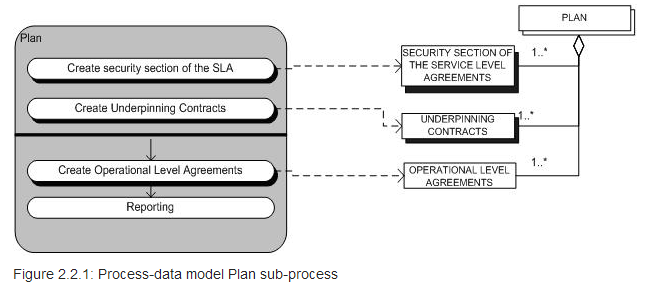 Plan
Create security section of the SLA
Create Underpinning Contracts
Create Operational Level Agreements
Reporting
PLAN
SECURITY SECTION OF
THE SERVICE LEVEL
AGREEMENTS
1..*
UNDERPINNING
CONTRACTS
1..*
OPERATIONAL LEVEL
AGREEMENTS
1..*
Figure 2.2.1: Process-data model Plan sub-process